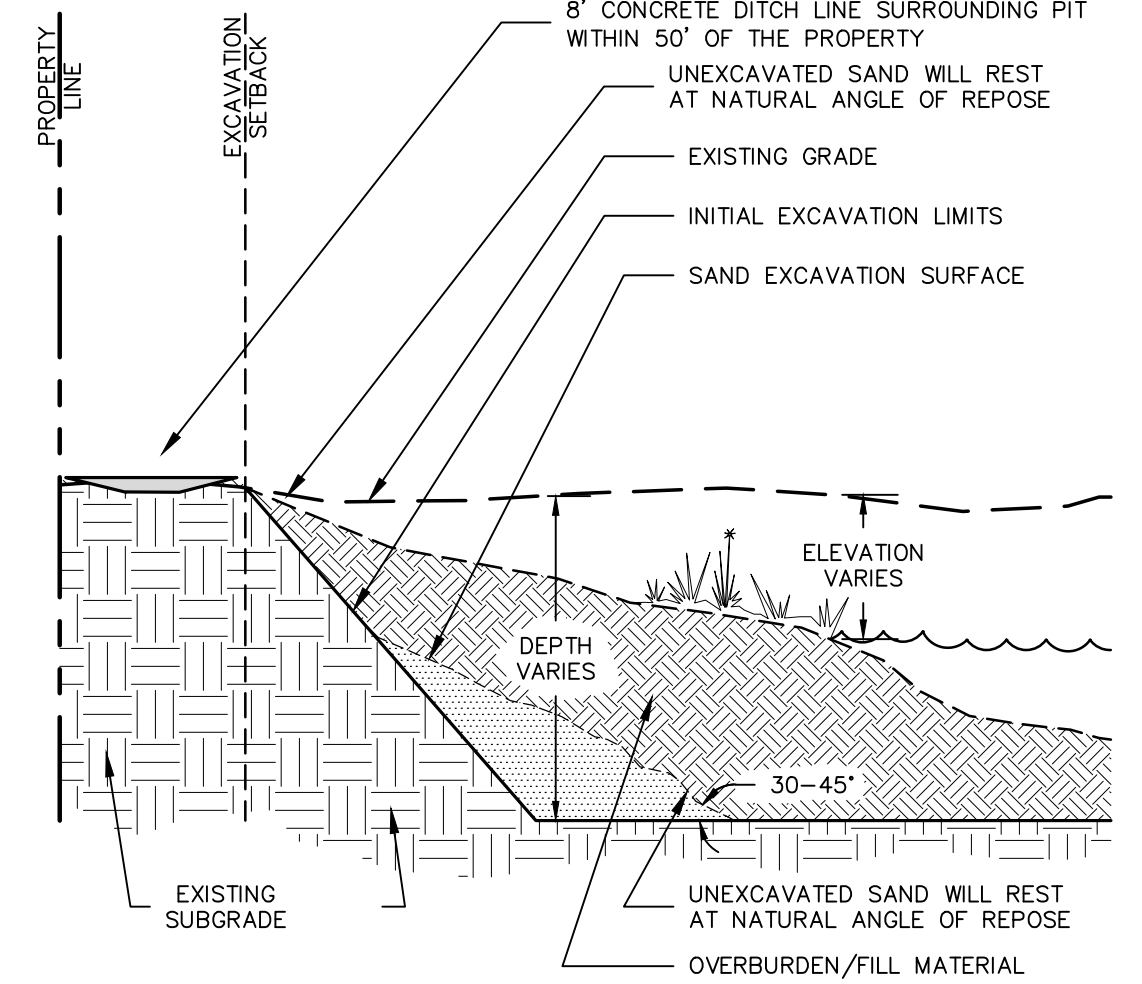 8' CONCRETE DITCH LINE SURROUNDING PIT
WITHIN 50' OF THE PROPERTY
PROPERTY
LINE
EXCAVATION
SETBACK
UNEXCAVATED SAND WILL REST
AT NATURAL ANGLE OF REPOSE
EXISTING GRADE
INITIAL EXCAVATION LIMITS
SAND EXCAVATION SURFACE
ELEVATION
VARIES
DEPTH
VARIES
30-45°
EXISTING
SUBGRADE
UNEXCAVATED SAND WILL REST
AT NATURAL ANGLE OF REPOSE
OVERBURDEN/FILL MATERIAL